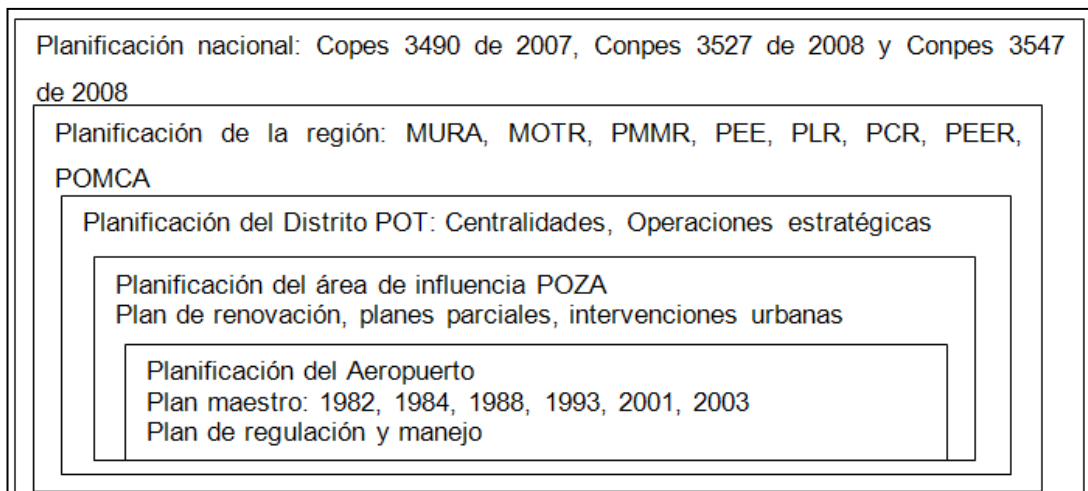 Planificación nacional: Copes 3490 de 2007, Conpes 3527 de 2008 y Conpes 3547
de 2008
Planificación de la región: MURA, MOTR, PMMR, PEE, PLR, PCR, PEER,
POMCA
Planificación del Distrito POT: Centralidades, Operaciones estratégicas
Planificación del área de influencia POZA
Plan de renovación, planes parciales, intervenciones urbanas
Planificación del Aeropuerto
Plan maestro: 1982, 1984, 1988, 1993, 2001, 2003
Plan de regulación y manejo